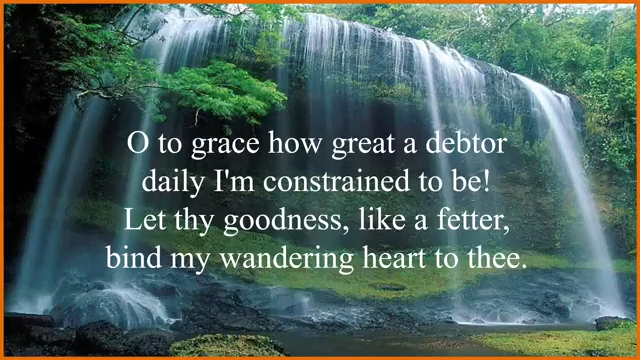 O to grace how great a debtor
daily I'm constrained to be!
Let thy goodness, like a fetter,
bind my wandering heart to thee.